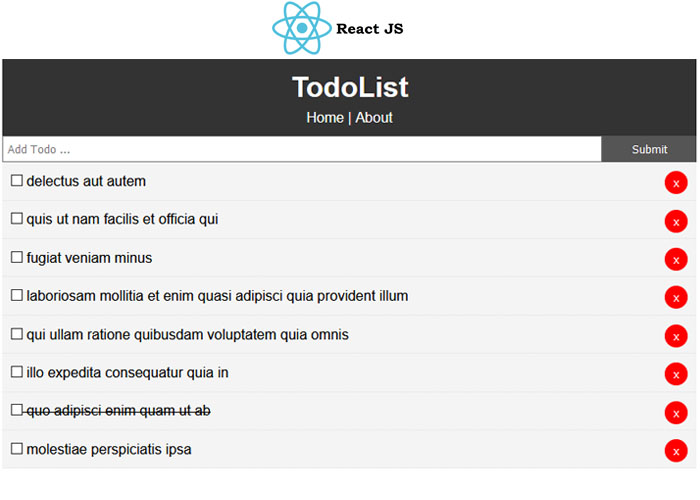 React JS
TodoList
Home | About
Add Todo ... Submit
delectus aut autem x
quis ut nam facilis et officia qui x
fugiat veniam minus x
laboriosam mollitia et enim quasi adipisci quia provident illum x
qui ullam ratione quibusdam voluptatem quia omnis x
illo expedita consequatur quia in x
quo adipisci enim quam ut ab x
molestiae perspiciatis ipsa x